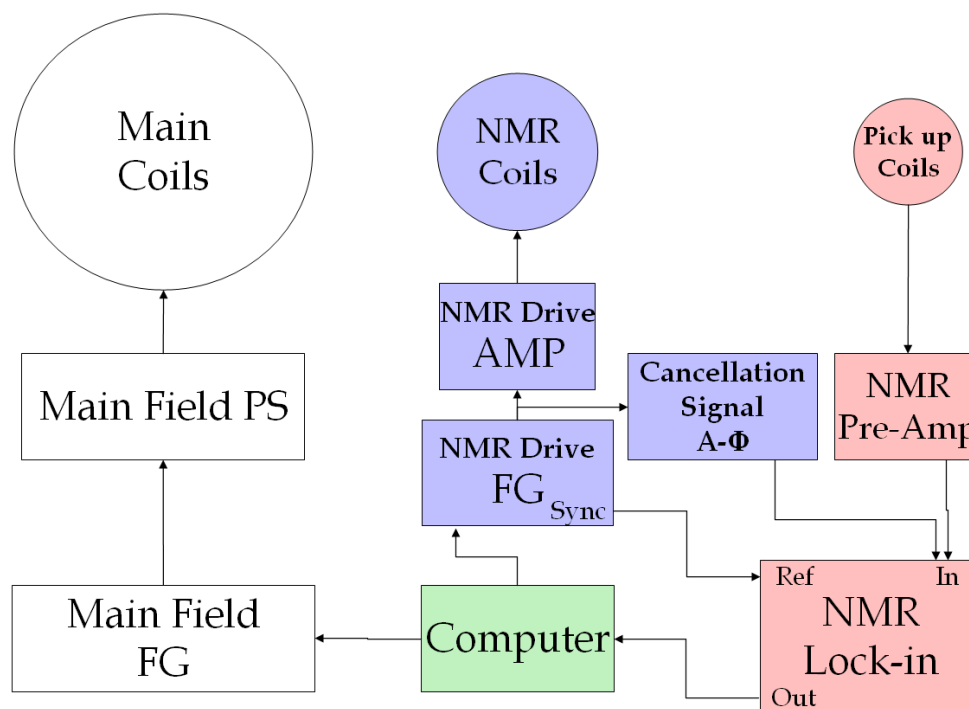 Main
Coils
NMR
Coils
Pick up
Coils
NMR Drive
AMP
Main Field PS
Cancellation
Signal
A-Φ
NMR
Pre-Amp
NMR Drive
FG
Sync
Main Field
FG
Computer
Ref
In
NMR
Lock-in
Out